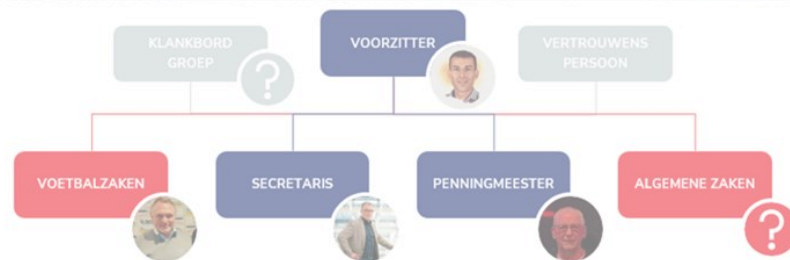 KLANKBORD
GROEP
?
VOORZITTER
VERTROUWENS
PERSOON
VOETBALZAKEN
SECRETARIS
PENNINGMEESTER
ALGEMENE ZAKEN
?